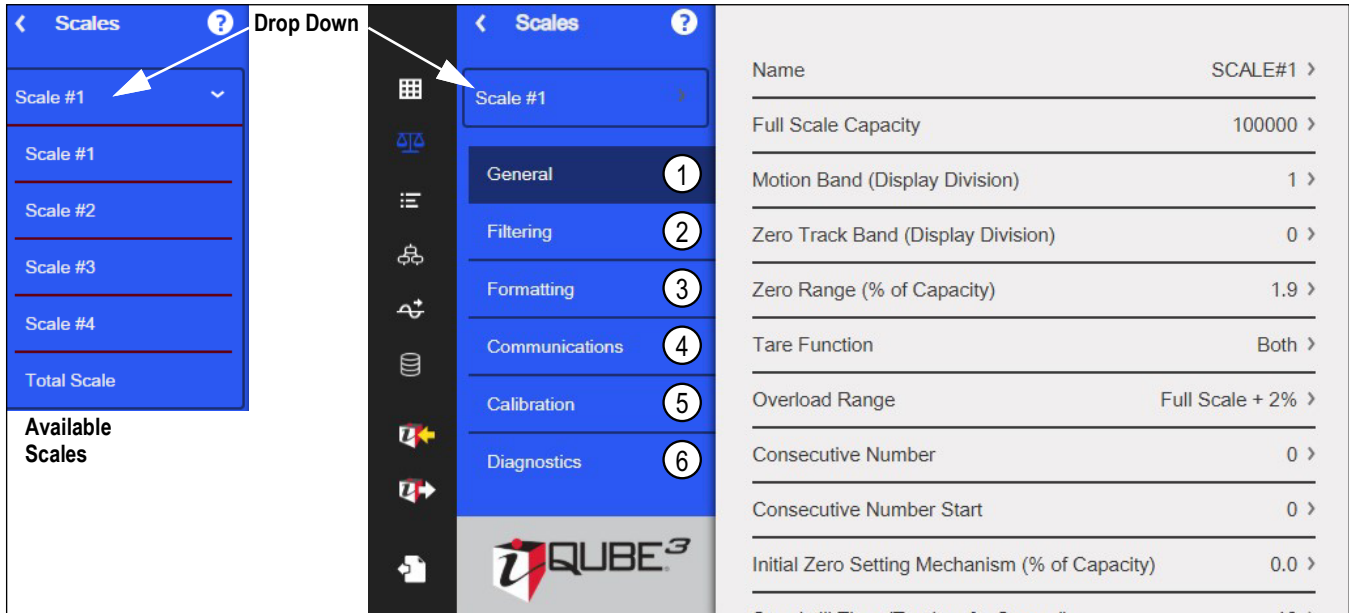 Scales ?
Drop Down
Scale #1
Scale #1
Scale #2
Scale #3
Scale #4
Total Scale
Available
Scales
Scales ?
Scale #1
General 1
Filtering 2
Formatting 3
Communications 4
Calibration 5
Diagnostics 6
iQUBE3
Name SCALE#1
Full Scale Capacity 100000
Motion Band (Display Division) 1
Zero Track Band (Display Division) 0
Zero Range (% of Capacity) 1.9
Tare Function Both
Overload Range Full Scale + 2%
Consecutive Number 0
Consecutive Number Start 0
Initial Zero Setting Mechanism (% of Capacity) 0.0